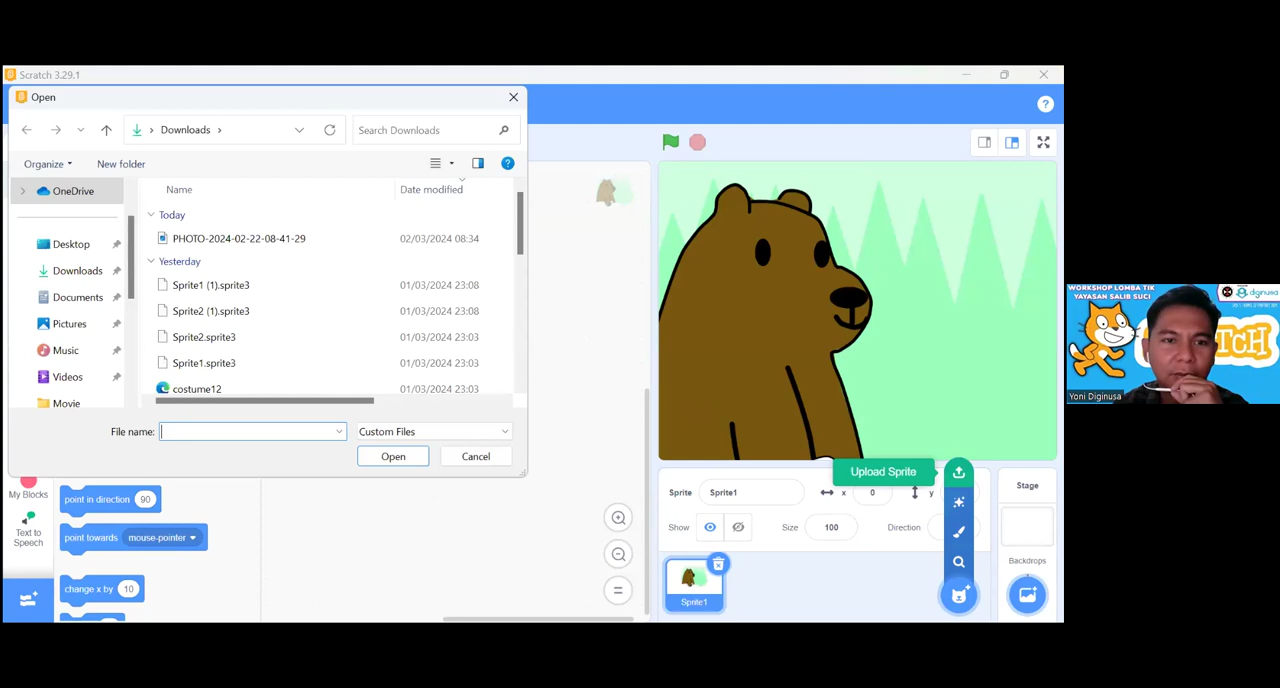 Scratch 3.29.1
Open
Downloads
Search Downloads
Organize
New folder
OneDrive
Desktop
Downloads
Documents
Pictures
Music
Videos
Movie
Name
Date modified
Today
PHOTO-2024-02-22-08-41-29
02/03/2024 08:34
Yesterday
Sprite1 (1).sprite3
01/03/2024 23:08
Sprite2 (1).sprite3
01/03/2024 23:08
Sprite2.sprite3
01/03/2024 23:03
Sprite1.sprite3
01/03/2024 23:03
costume12
01/03/2024 23:03
File name:
Custom Files
Open
Cancel
My Blocks
Text to
Speech
point in direction 90
point towards mouse-pointer
change x by 10
Upload Sprite
Sprite
Sprite1
x
0
y
Show
Size
100
Direction
Sprite1
Stage
Backdrops
WORKSHOP LOMBA TIK
YAYASAN SALIB SUCI
diginusa
TCH
Yoni Diginusa